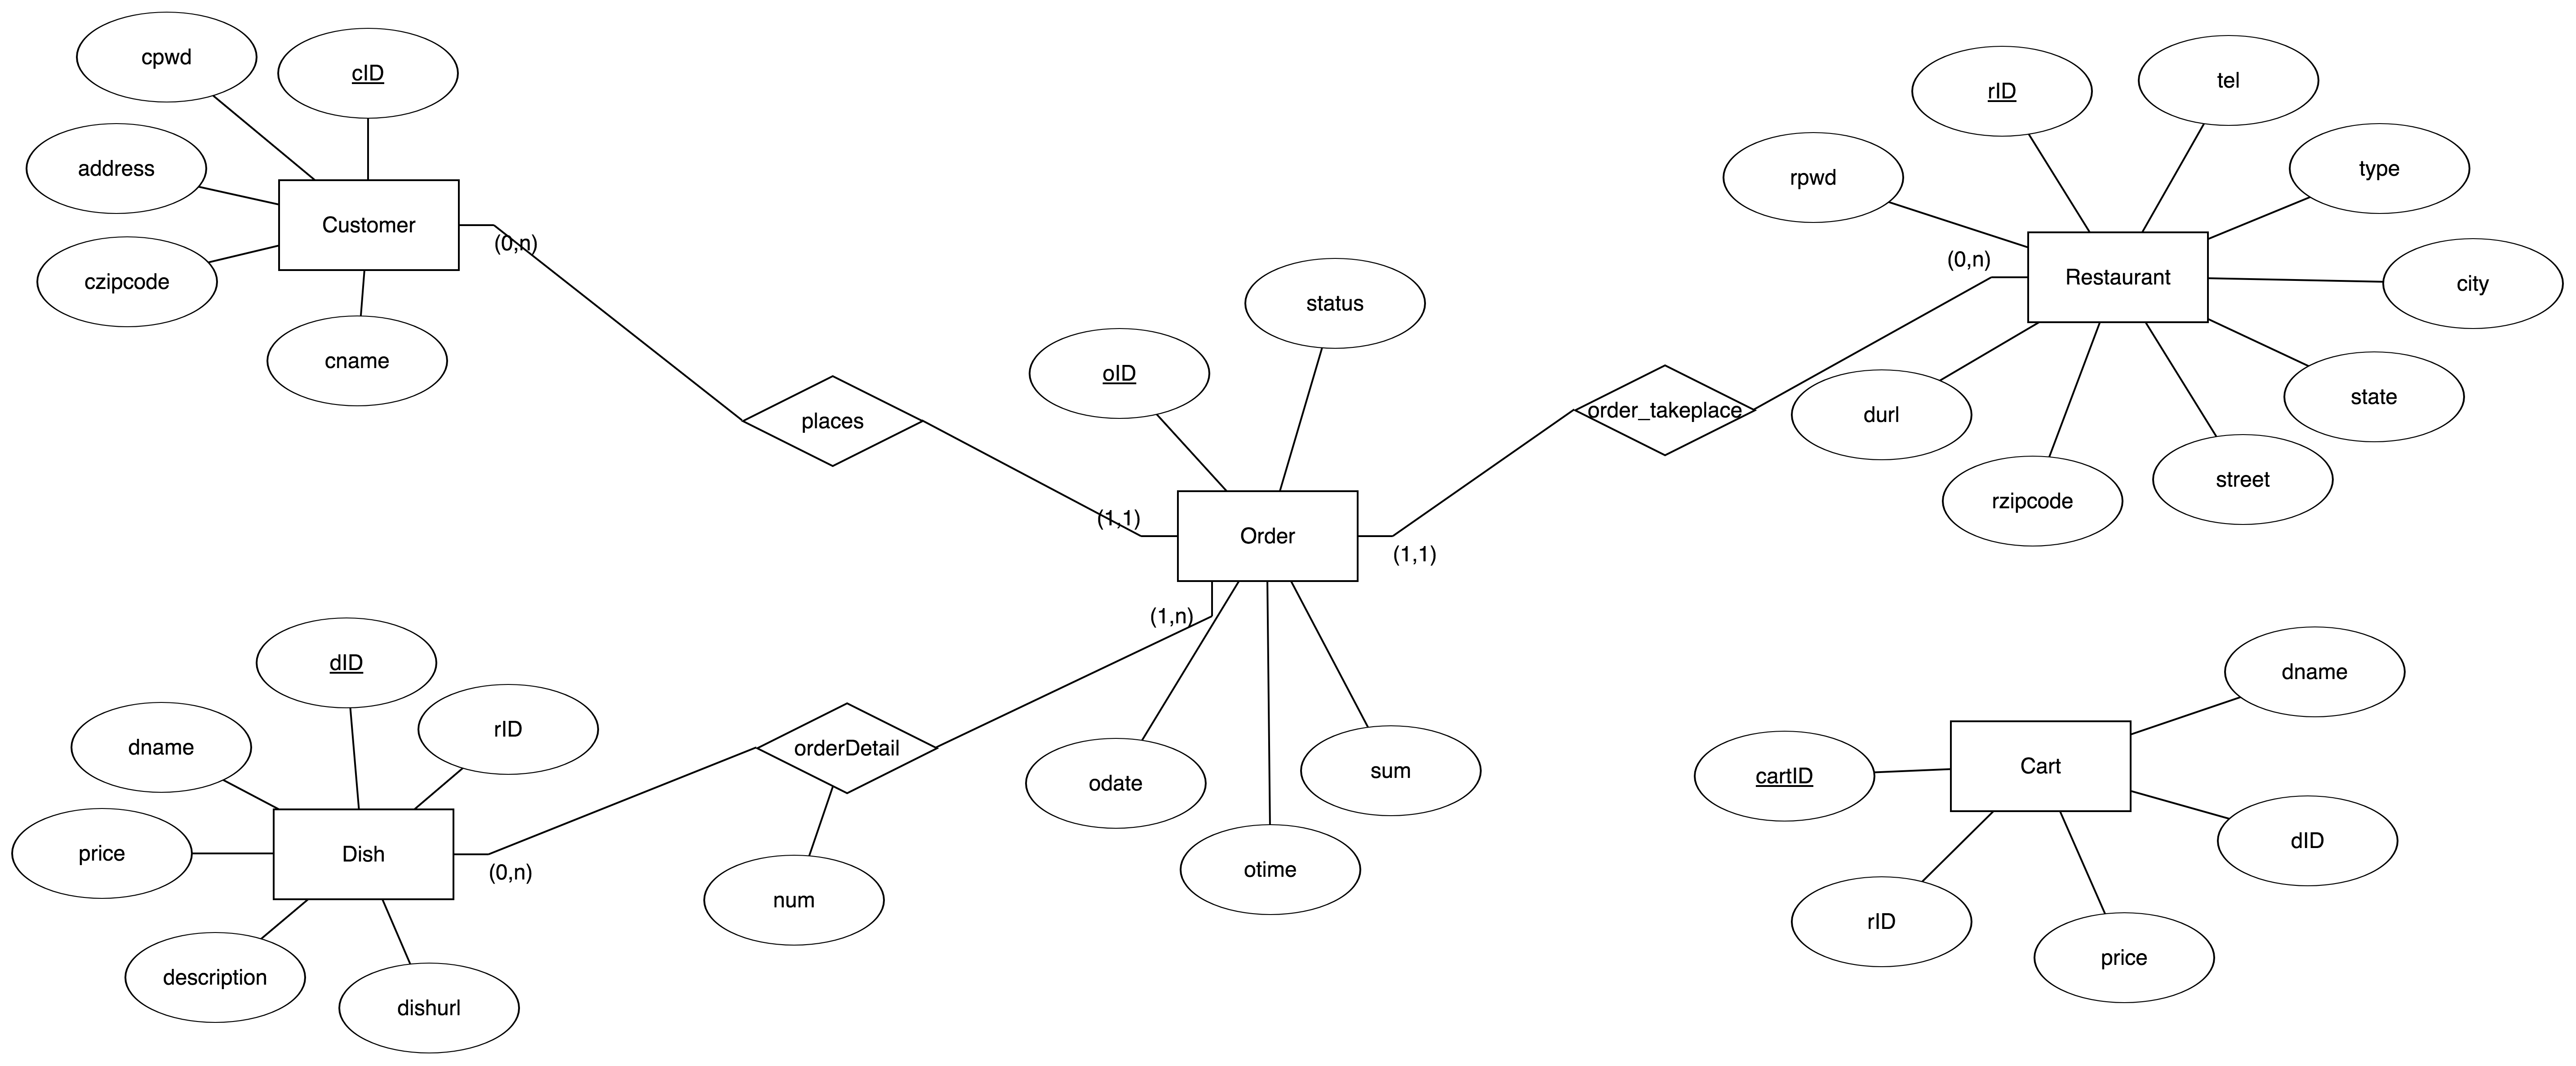 cpwd
cID
address
Customer
czipcode
cname
(0,n)
places
(1,1)
oID
status
Order
(1,1)
(1,n)
order_takeplace
(0,n)
rID
tel
rpwd
type
Restaurant
city
durl
state
rzipcode
street
dID
rID
dname
price
Dish
(0,n)
description
dishurl
orderDetail
num
odate
otime
sum
dname
cartID
Cart
dID
rID
price